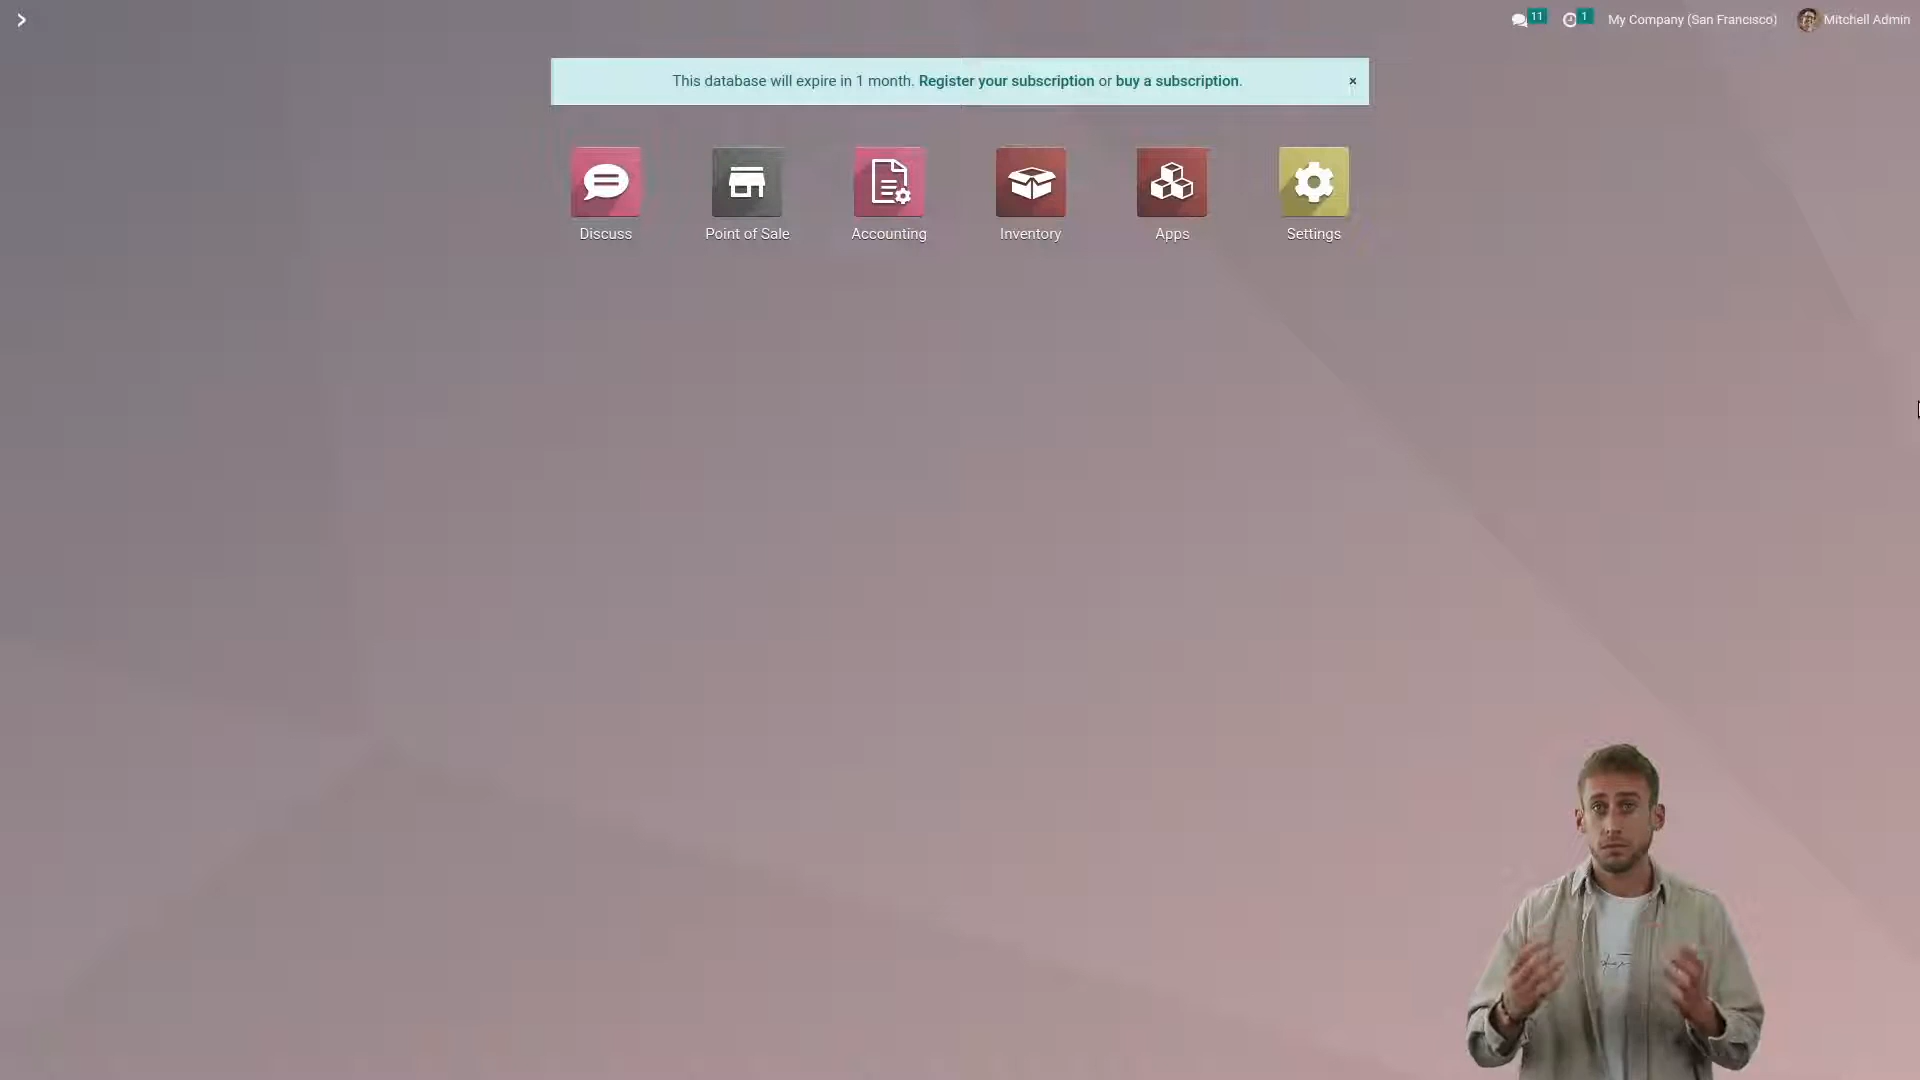 11
1
My Company (San Francisco)
Mitchell Admin
This database will expire in 1 month. Register your subscription or buy a subscription.
×
Discuss
Point of Sale
Accounting
Inventory
Apps
Settings